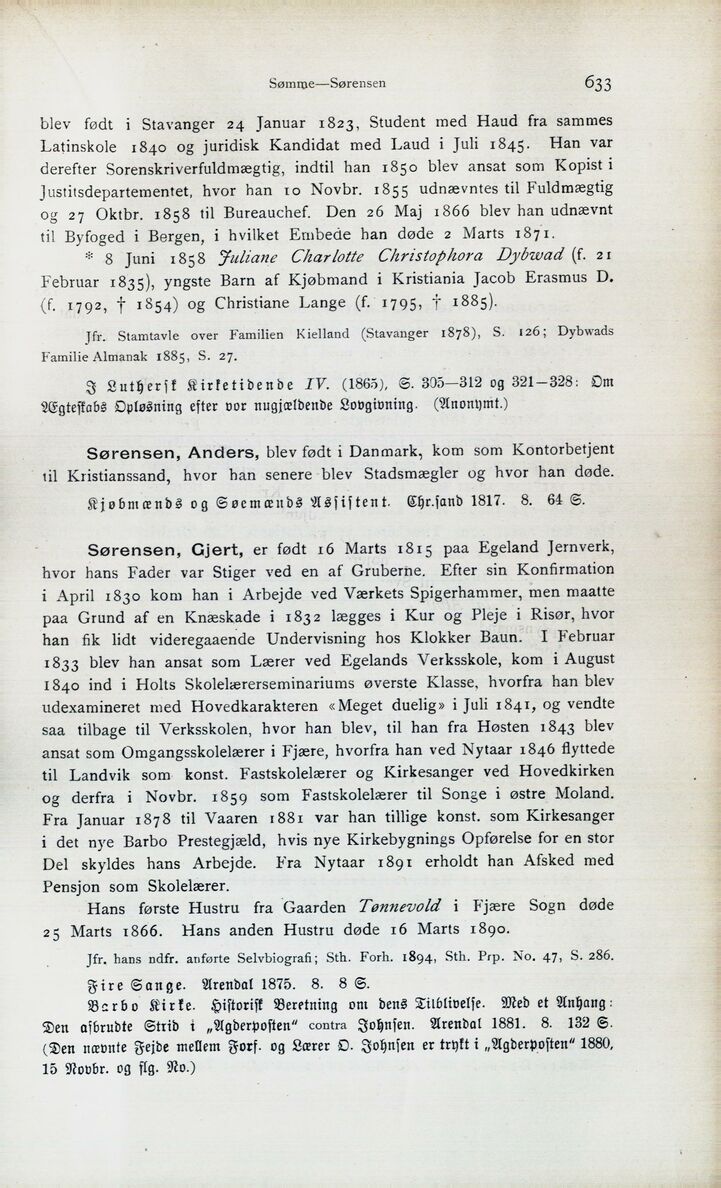 Sømme—Sørensen 633
blev født i Stavanger 24 Januar 1823, Student med Haud fra sammes
Latinskole 1840 og juridisk Kandidat med Laud i Juli 1845. Han var
derefter Sorenskriverfuldmægtig, indtil han 1850 blev ansat som Kopist i
Justitsdepartementet, hvor han 10 Novbr. 1855 udnævntes til Fuldmægtig
og 27 Oktbr. 1858 til Bureauchef. Den 26 Maj 1866 blev han udnævnt
til Byfoged i Bergen, i hvilket Embede han døde 2 Marts 1871.
* 8 Juni 1858 Juliane Charlotte Christophora Dybwad (f. 21
Februar 1835), yngste Barn af Kjøbmand i Kristiania Jacob Erasmus D.
(f. 1792, † 1854) og Christiane Lange (f. 1795, † 1885).
Jfr. Stamtavle over Familien Kielland (Stavanger 1878), S. 126; Dybwads
Familie Almanak 1885, S. 27.
I Luthersk Kirketidende IV. (1865), S. 305—312 og 321—328: Om
Ægteskabs Opløsning efter vor nugjældende Lovgivning. (Anonymt.)
Sørensen, Anders, blev født i Danmark, kom som Kontorbetjent
til Kristianssand, hvor han senere blev Stadsmægler og hvor han døde.
Kjøbmænds og Søemænds Assistent. Chr.sand 1817. 8. 64 S.
Sørensen, Gjert, er født 16 Marts 1815 paa Egeland Jernverk,
hvor hans Fader var Stiger ved en af Gruberne. Efter sin Konfirmation
i April 1830 kom han i Arbejde ved Værkets Spigerhammer, men maatte
paa Grund af en Knæskade i 1832 lægges i Kur og Pleje i Risør, hvor
han fik lidt videregaaende Undervisning hos Klokker Baun. I Februar
1833 blev han ansat som Lærer ved Egelands Verksskole, kom i August
1840 ind i Holts Skolelærerseminariums øverste Klasse, hvorfra han blev
udexamineret med Hovedkarakteren «Meget duelig» i Juli 1841, og vendte
saa tilbage til Verksskolen, hvor han blev, til han fra Høsten 1843 blev
ansat som Omgangsskolelærer i Fjære, hvorfra han ved Nytaar 1846 flyttede
til Landvik som konst. Fastskolelærer og Kirkesanger ved Hovedkirken
og derfra i Novbr. 1859 som Fastskolelærer til Songe i østre Moland.
Fra Januar 1878 til Vaaren 1881 var han tillige konst. som Kirkesanger
i det nye Barbo Prestegjæld, hvis nye Kirkebygnings Opførelse for en stor
Del skyldes hans Arbejde. Fra Nytaar 1891 erholdt han Afsked med
Pensjon som Skolelærer.
Hans første Hustru fra Gaarden Tønnevold i Fjære Sogn døde
25 Marts 1866. Hans anden Hustru døde 16 Marts 1890.
Jfr. hans ndfr. anførte Selvbiografi; Sth. Forh. 1894, Sth. Prp. No. 47, S. 286.
Fire Sange. Arendal 1875. 8. 8 S.
Barbo Kirke. Historisk Beretning om dens Tilblivelse. Med et Anhang:
Den afbrudte Strid i „Agderposten“ contra Johnsen. Arendal 1881. 8. 132 S.
(Den nævnte Fejde mellem Forf. og Lærer O. Johnsen er trykt i „Agderposten“ 1880,
15 Novbr. og flg. No.)